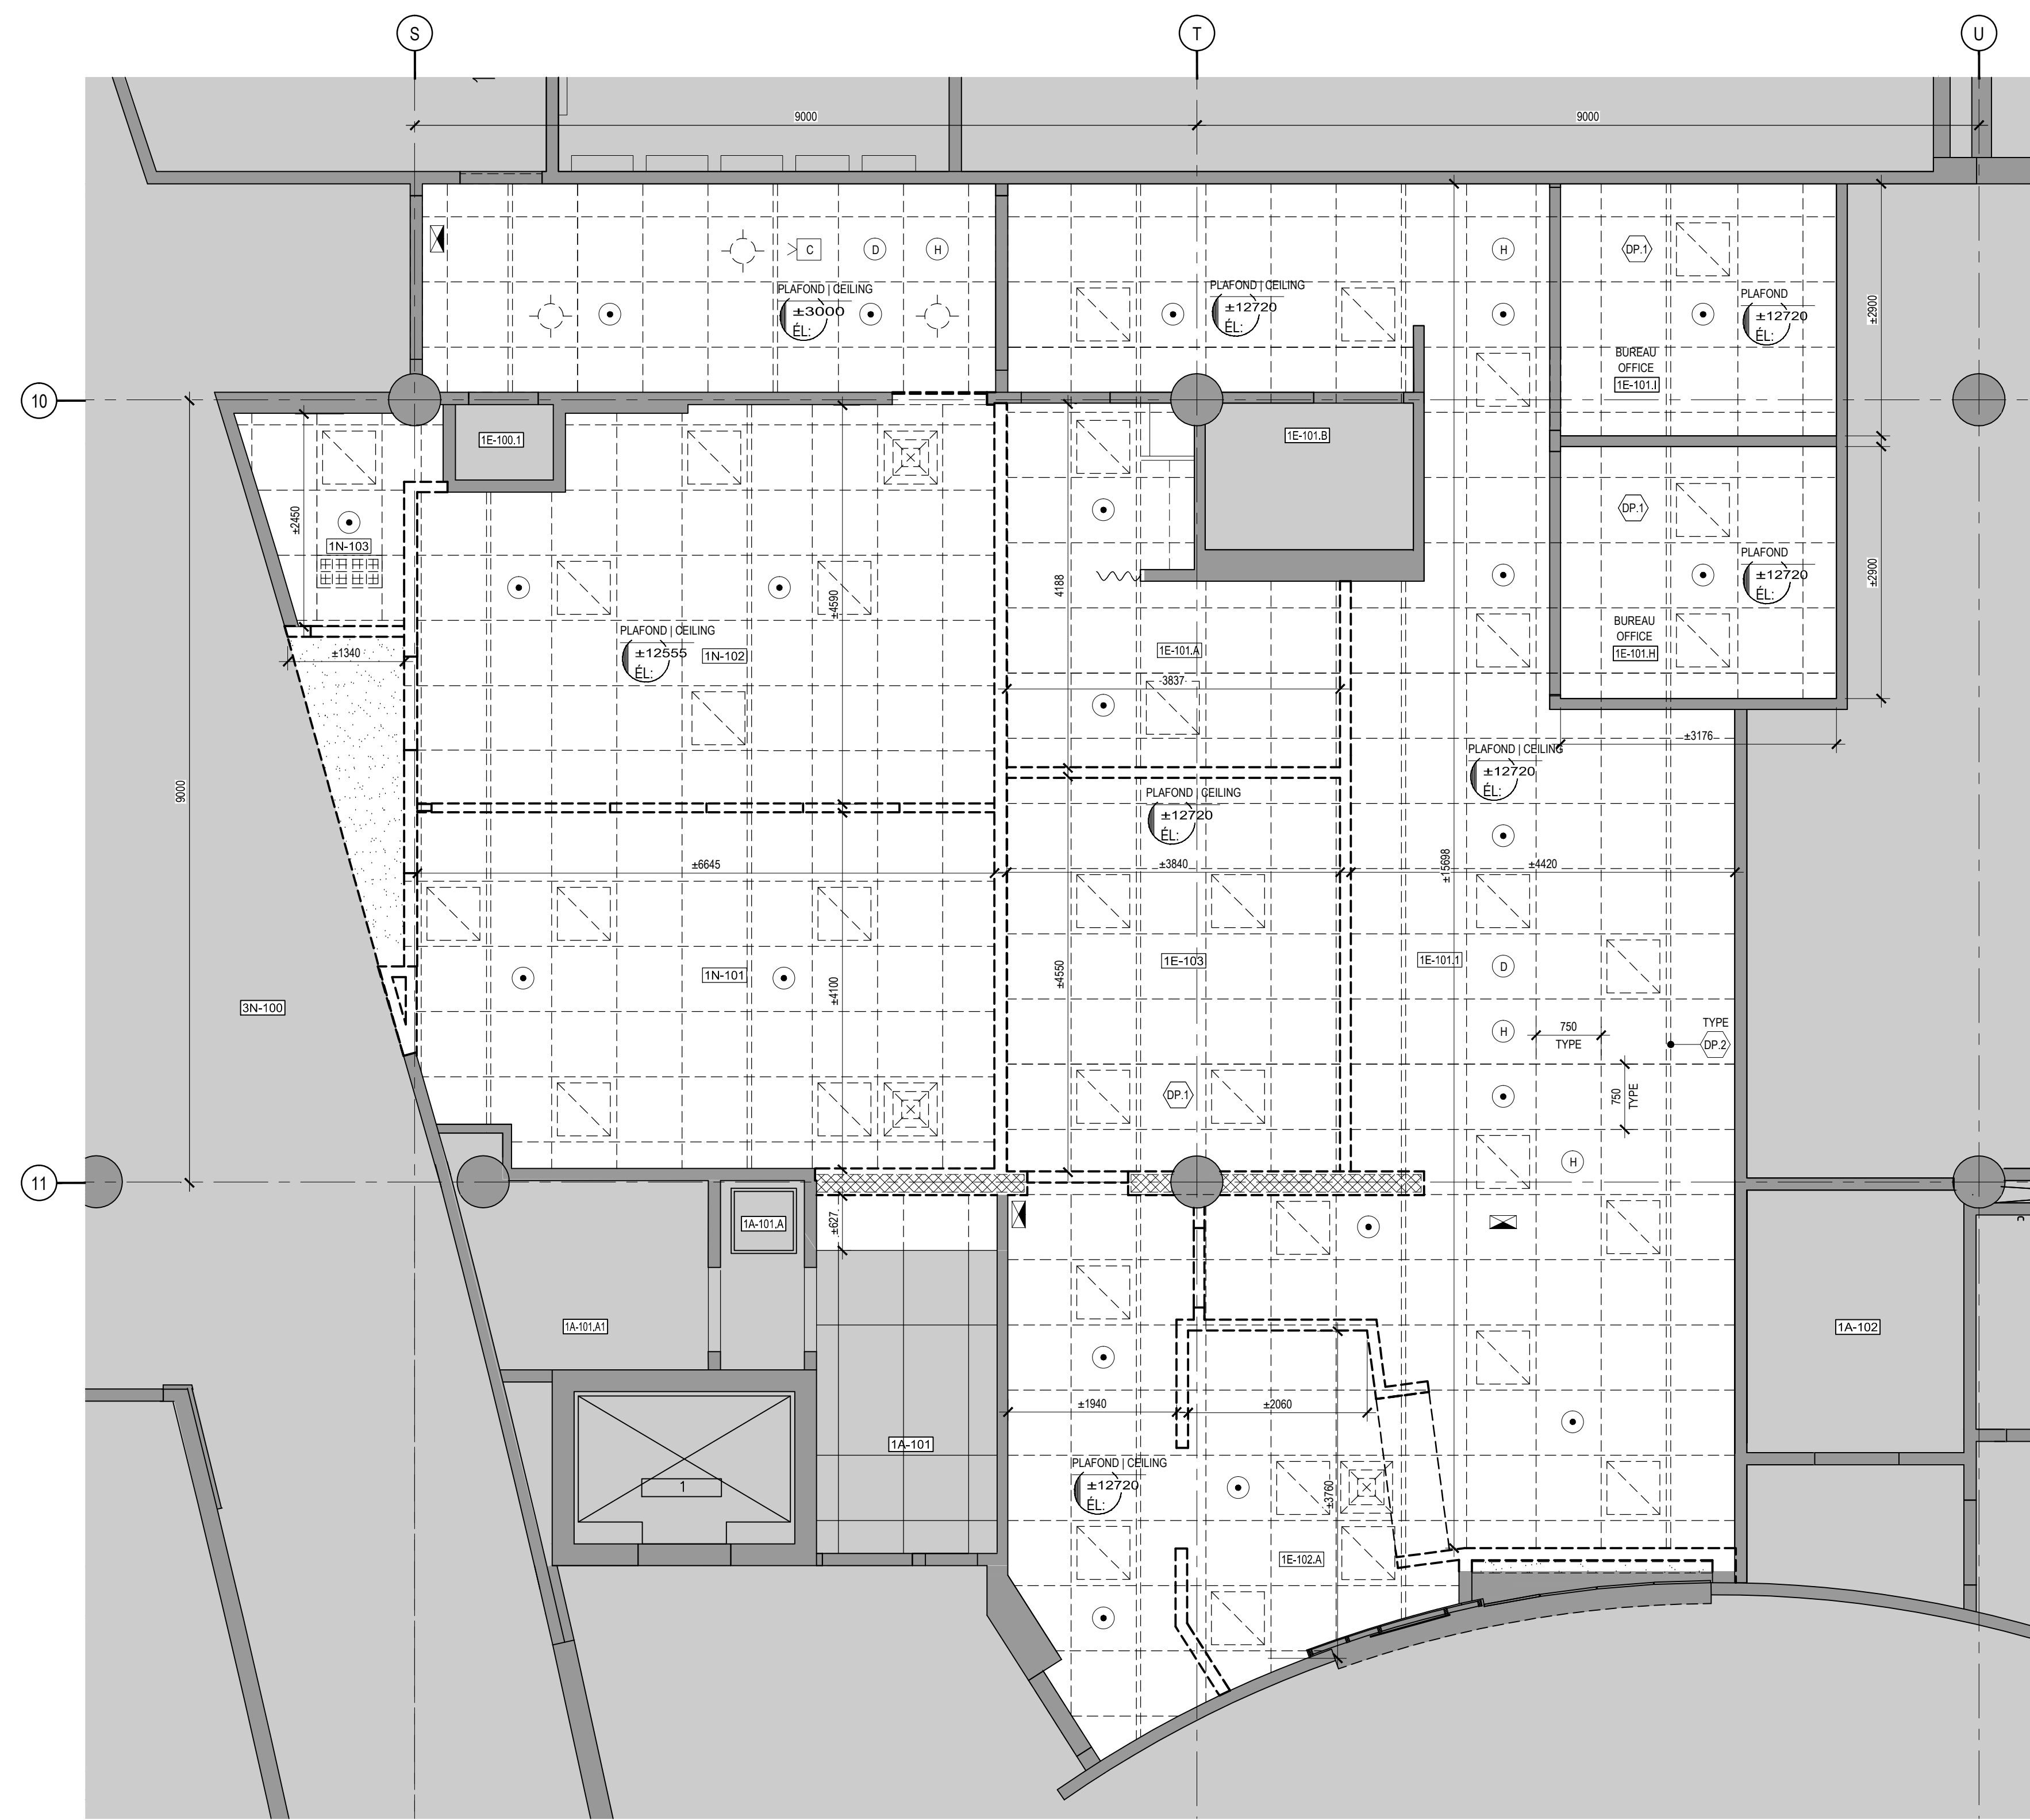 S
T
U
9000
9000
C
D
H
H
PLAFOND | CEILING
±3000
ÉL:
PLAFOND | CEILING
±12720
ÉL:
DP.1
PLAFOND
±12720
ÉL:
±2900
BUREAU
OFFICE
1E-101.I
10
1E-100.1
1E-101.B
±2450
1N-103
DP.1
PLAFOND
±12720
ÉL:
±2900
±4590
4188
PLAFOND | CEILING
±12555
ÉL:
1N-102
1E-101.A
BUREAU
OFFICE
1E-101.H
±1340
3837
±3176
PLAFOND | CEILING
±12720
ÉL:
9000
PLAFOND | CEILING
±12720
ÉL:
±6645
±3840
±15698
±4420
1N-101
±4100
±4550
1E-103
1E-101.1
D
3N-100
H
750
TYPE
TYPE
DP.2
DP.1
750
TYPE
H
11
1A-101.A
±627
1A-101.A1
1A-102
±1940
±2060
1A-101
PLAFOND | CEILING
±12720
ÉL:
±3760
1
1E-102.A